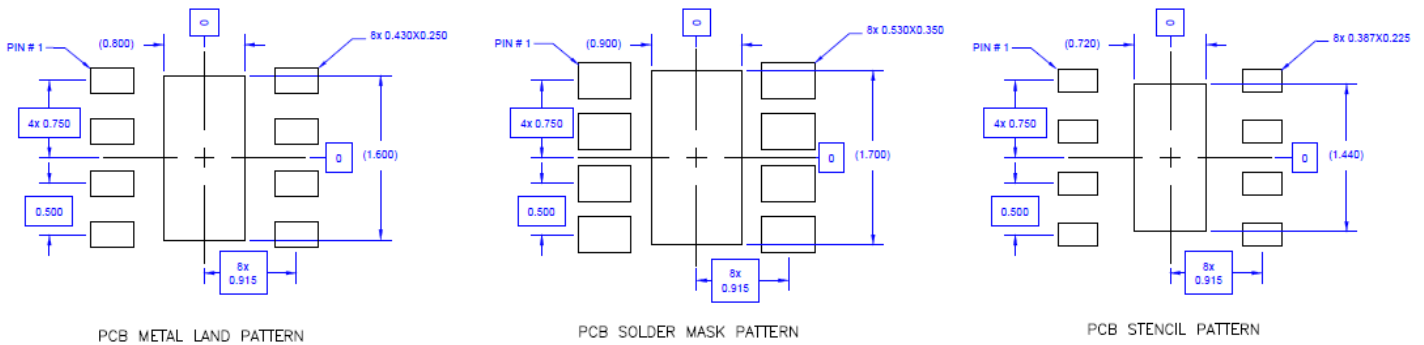 0
PIN # 1
(0.800)
8x 0.430X0.250
4x 0.750
0
(1.600)
0.500
8x
0.915
PCB METAL LAND PATTERN
0
PIN # 1
(0.900)
8x 0.530X0.350
4x 0.750
0
(1.700)
0.500
8x
0.915
PCB SOLDER MASK PATTERN
0
PIN # 1
(0.720)
8x 0.387X0.225
4x 0.750
0
(1.440)
0.500
8x
0.915
PCB STENCIL PATTERN